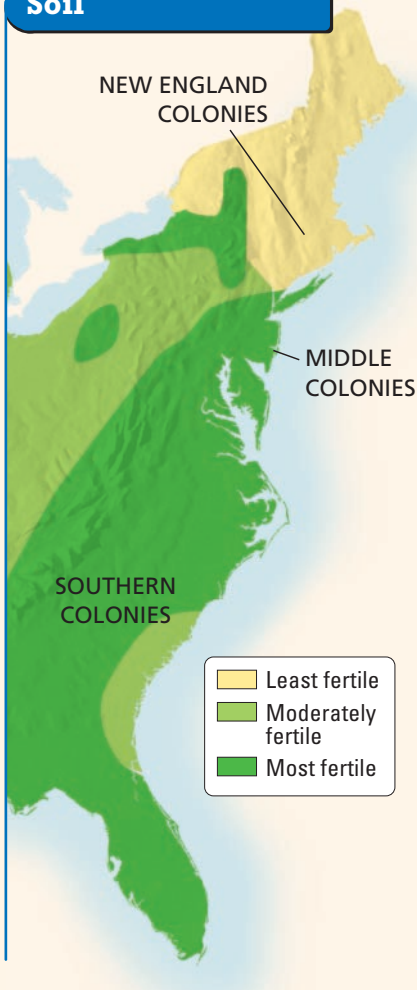 Soil
NEW ENGLAND
COLONIES
MIDDLE
COLONIES
SOUTHERN
COLONIES
Least fertile
Moderately
fertile
Most fertile